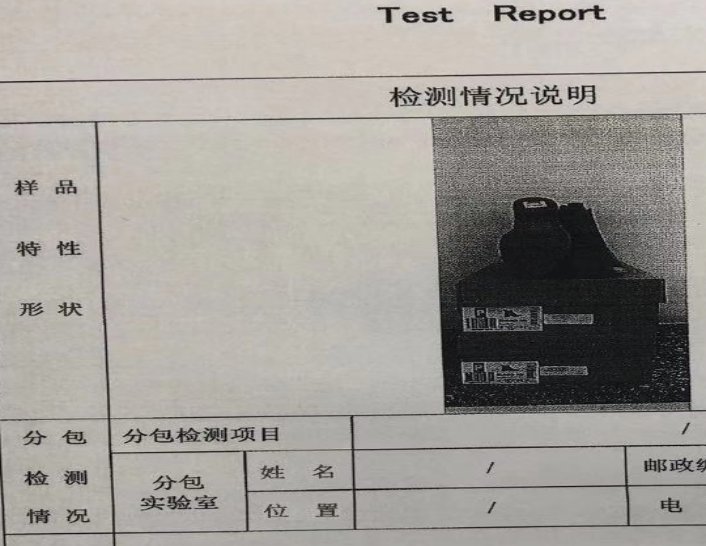 Test Report
检测情况说明
样品
特性
形状
分包
检测
情况
分包检测项目
/
分包
实验室
姓名
/
邮政编
位置
/
电